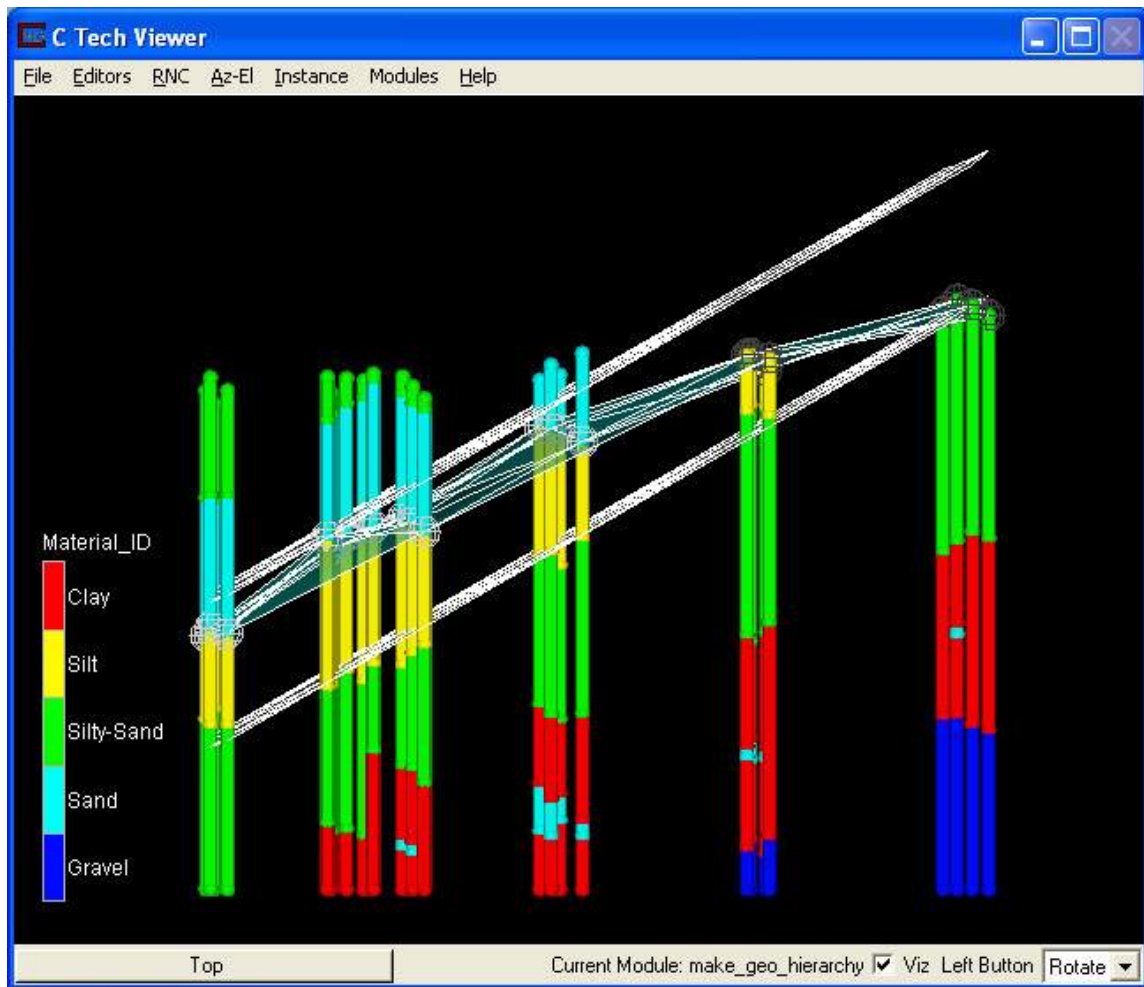 C Tech Viewer
File Editors RNC Az-El Instance Modules Help
Material_ID
Clay
Silt
Silty-Sand
Sand
Gravel
Top Current Module: make_geo_hierarchy Viz Left Button Rotate